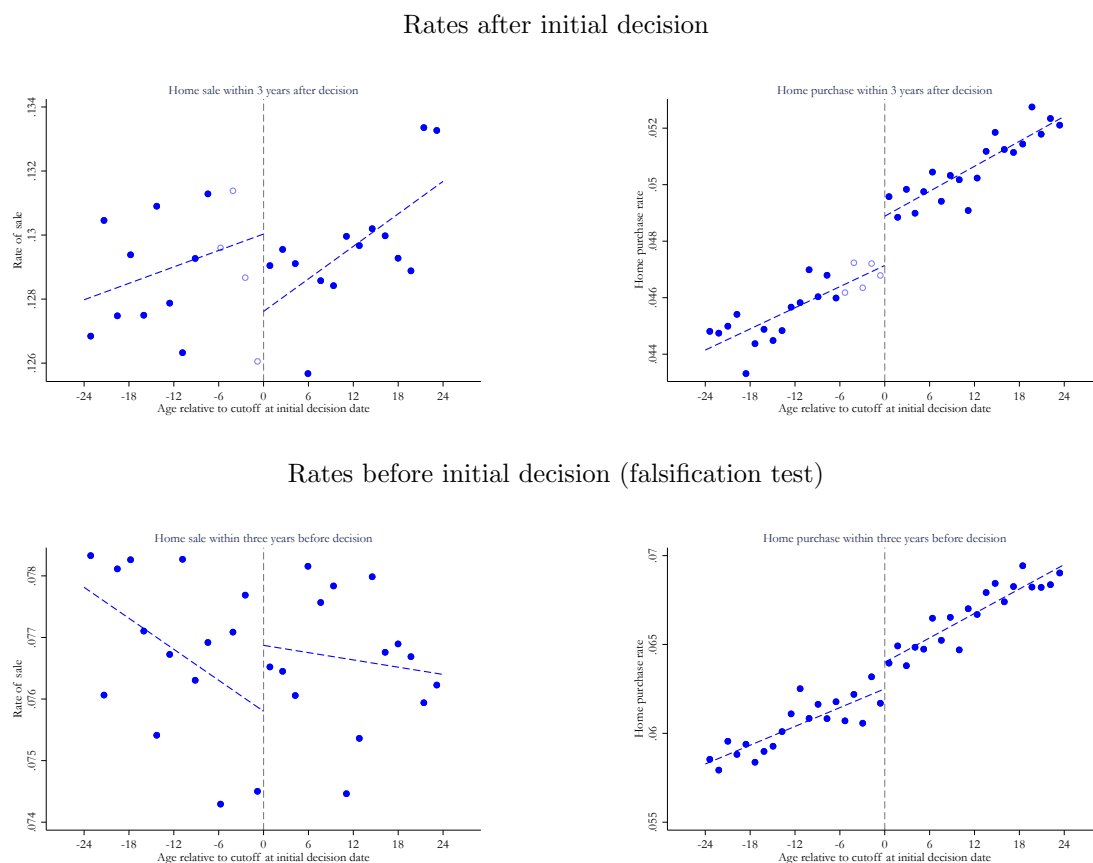 Rates after initial decision
Home sale within 3 years after decision
Rate of sale
.134
.132
.13
.128
.126
-24 -18 -12 -6 0 6 12 18 24
Age relative to cutoff at initial decision date
Home purchase within 3 years after decision
Home purchase rate
.052
.05
.048
.046
.044
-24 -18 -12 -6 0 6 12 18 24
Age relative to cutoff at initial decision date
Rates before initial decision (falsification test)
Home sale within three years before decision
Rate of sale
.078
.077
.076
.075
.074
-24 -18 -12 -6 0 6 12 18 24
Age relative to cutoff at initial decision date
Home purchase within three years before decision
Home purchase rate
.07
.065
.06
.055
-24 -18 -12 -6 0 6 12 18 24
Age relative to cutoff at initial decision date